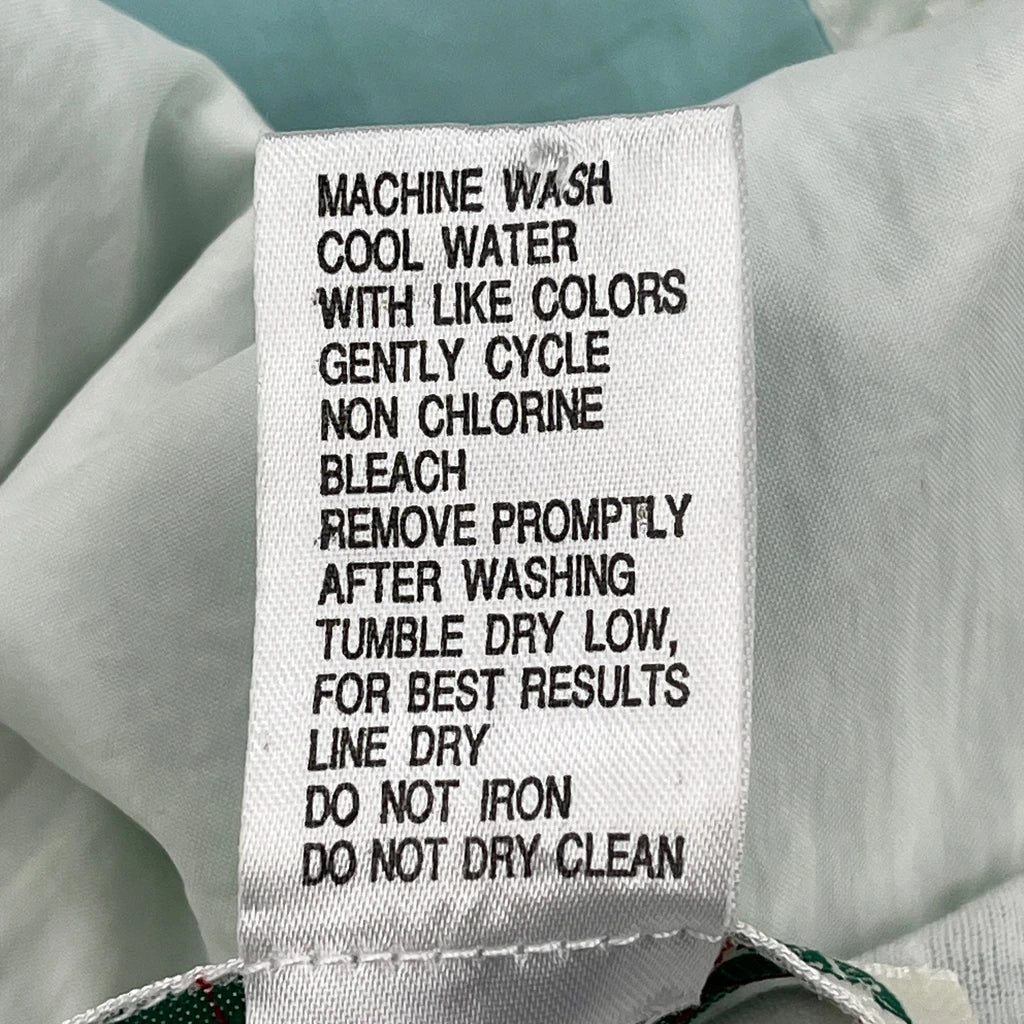 MACHINE WASH
COOL WATER
WITH LIKE COLORS
GENTLY CYCLE
NON CHLORINE
BLEACH
REMOVE PROMPTLY
AFTER WASHING
TUMBLE DRY LOW,
FOR BEST RESULTS
LINE DRY
DO NOT IRON
DO NOT DRY CLEAN